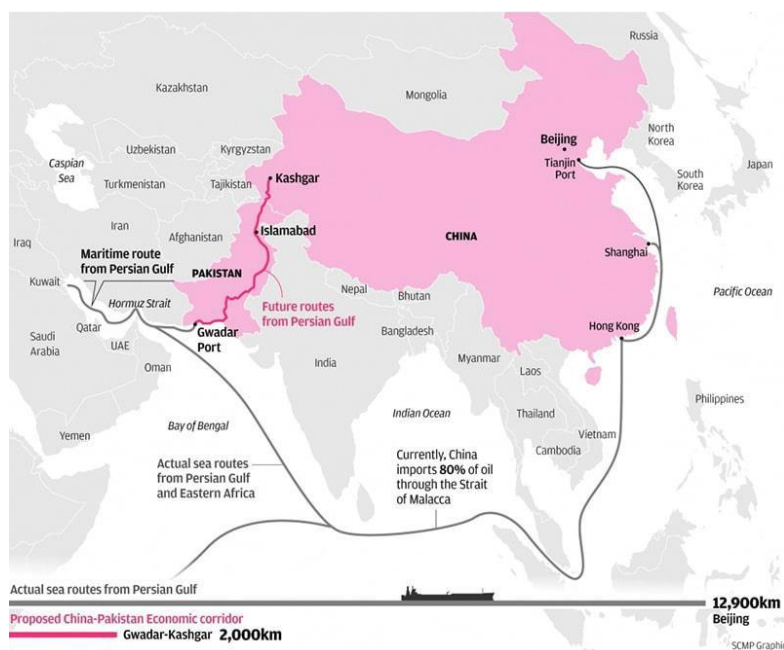 Russia
Kazakhstan
Mongolia
Uzbekistan
Kyrgyzstan
Caspian
Sea
Turkmenistan
Tajikistan
Kashgar
Beijing
Tianjin
Port
North
Korea
South
Korea
Japan
Iran
Afghanistan
Islamabad
CHINA
Shanghai
Iraq
Maritime route
from Persian Gulf
PAKISTAN
Kuwait
Hormuz Strait
Future routes
from Persian Gulf
Nepal
Bhutan
Pacific Ocean
Qatar
UAE
Saudi
Arabia
Gwadar
Port
Bangladesh
Hong Kong
Oman
India
Myanmar
Laos
Philippines
Yemen
Bay of Bengal
Indian Ocean
Thailand
Vietnam
Cambodia
Actual sea routes
from Persian Gulf
and Eastern Africa
Currently, China
imports 80% of oil
through the Strait
of Malacca
Actual sea routes from Persian Gulf
12,900km
Beijing
Proposed China-Pakistan Economic corridor
Gwadar-Kashgar 2,000km
SCMP Graphic